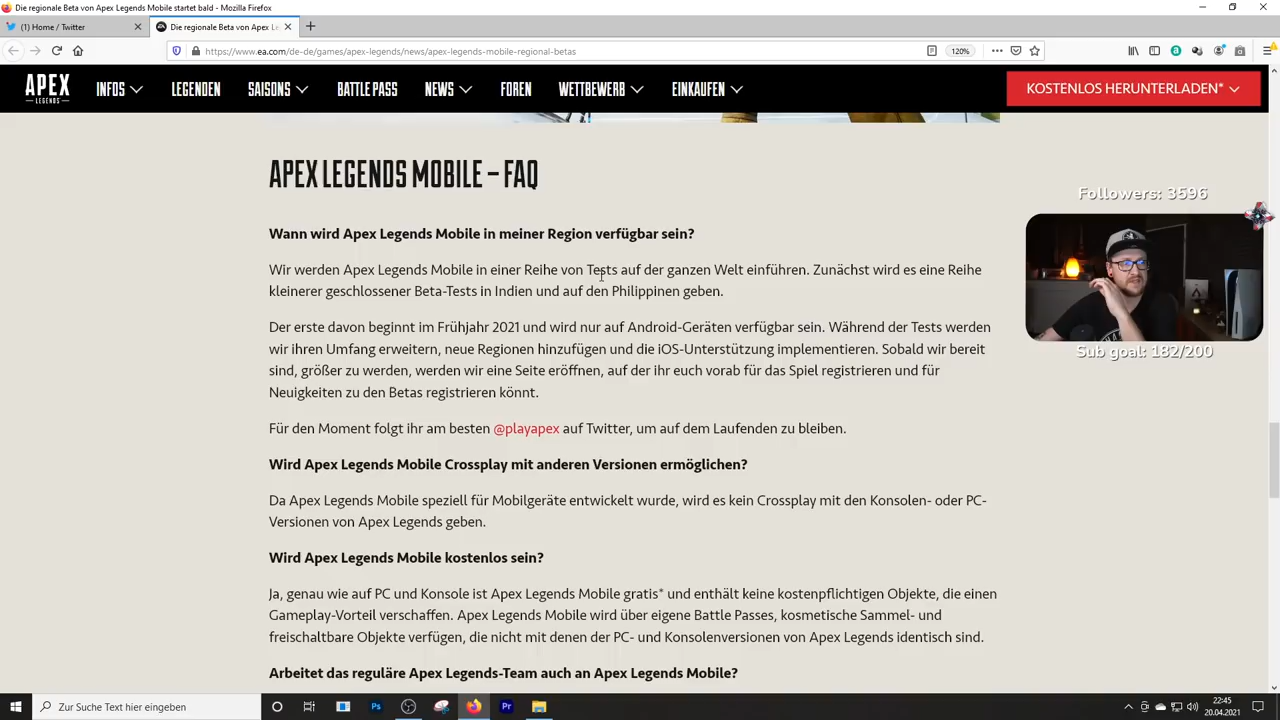 Die regionale Beta von Apex Legends Mobile startet bald - Mozilla Firefox
(1) Home / Twitter
Die regionale Beta von Apex Le
https://www.ea.com/de-de/games/apex-legends/news/apex-legends-mobile-regional-betas
120%
APEX
LEGENDS
INFOS
LEGENDEN
SAISONS
BATTLE PASS
NEWS
FOREN
WETTBEWERB
EINKAUFEN
KOSTENLOS HERUNTERLADEN*
APEX LEGENDS MOBILE – FAQ
Wann wird Apex Legends Mobile in meiner Region verfügbar sein?
Wir werden Apex Legends Mobile in einer Reihe von Tests auf der ganzen Welt einführen. Zunächst wird es eine Reihe
kleinerer geschlossener Beta-Tests in Indien und auf den Philippinen geben.
Der erste davon beginnt im Frühjahr 2021 und wird nur auf Android-Geräten verfügbar sein. Während der Tests werden
wir ihren Umfang erweitern, neue Regionen hinzufügen und die iOS-Unterstützung implementieren. Sobald wir bereit
sind, größer zu werden, werden wir eine Seite eröffnen, auf der ihr euch vorab für das Spiel registrieren und für
Neuigkeiten zu den Betas registrieren könnt.
Für den Moment folgt ihr am besten @playapex auf Twitter, um auf dem Laufenden zu bleiben.
Wird Apex Legends Mobile Crossplay mit anderen Versionen ermöglichen?
Da Apex Legends Mobile speziell für Mobilgeräte entwickelt wurde, wird es kein Crossplay mit den Konsolen- oder PC-
Versionen von Apex Legends geben.
Wird Apex Legends Mobile kostenlos sein?
Ja, genau wie auf PC und Konsole ist Apex Legends Mobile gratis* und enthält keine kostenpflichtigen Objekte, die einen
Gameplay-Vorteil verschaffen. Apex Legends Mobile wird über eigene Battle Passes, kosmetische Sammel- und
freischaltbare Objekte verfügen, die nicht mit denen der PC- und Konsolenversionen von Apex Legends identisch sind.
Arbeitet das reguläre Apex Legends-Team auch an Apex Legends Mobile?
Followers: 3596
Sub goal: 182/200
Zur Suche Text hier eingeben
Ps
Pr
22:45
20.04.2021